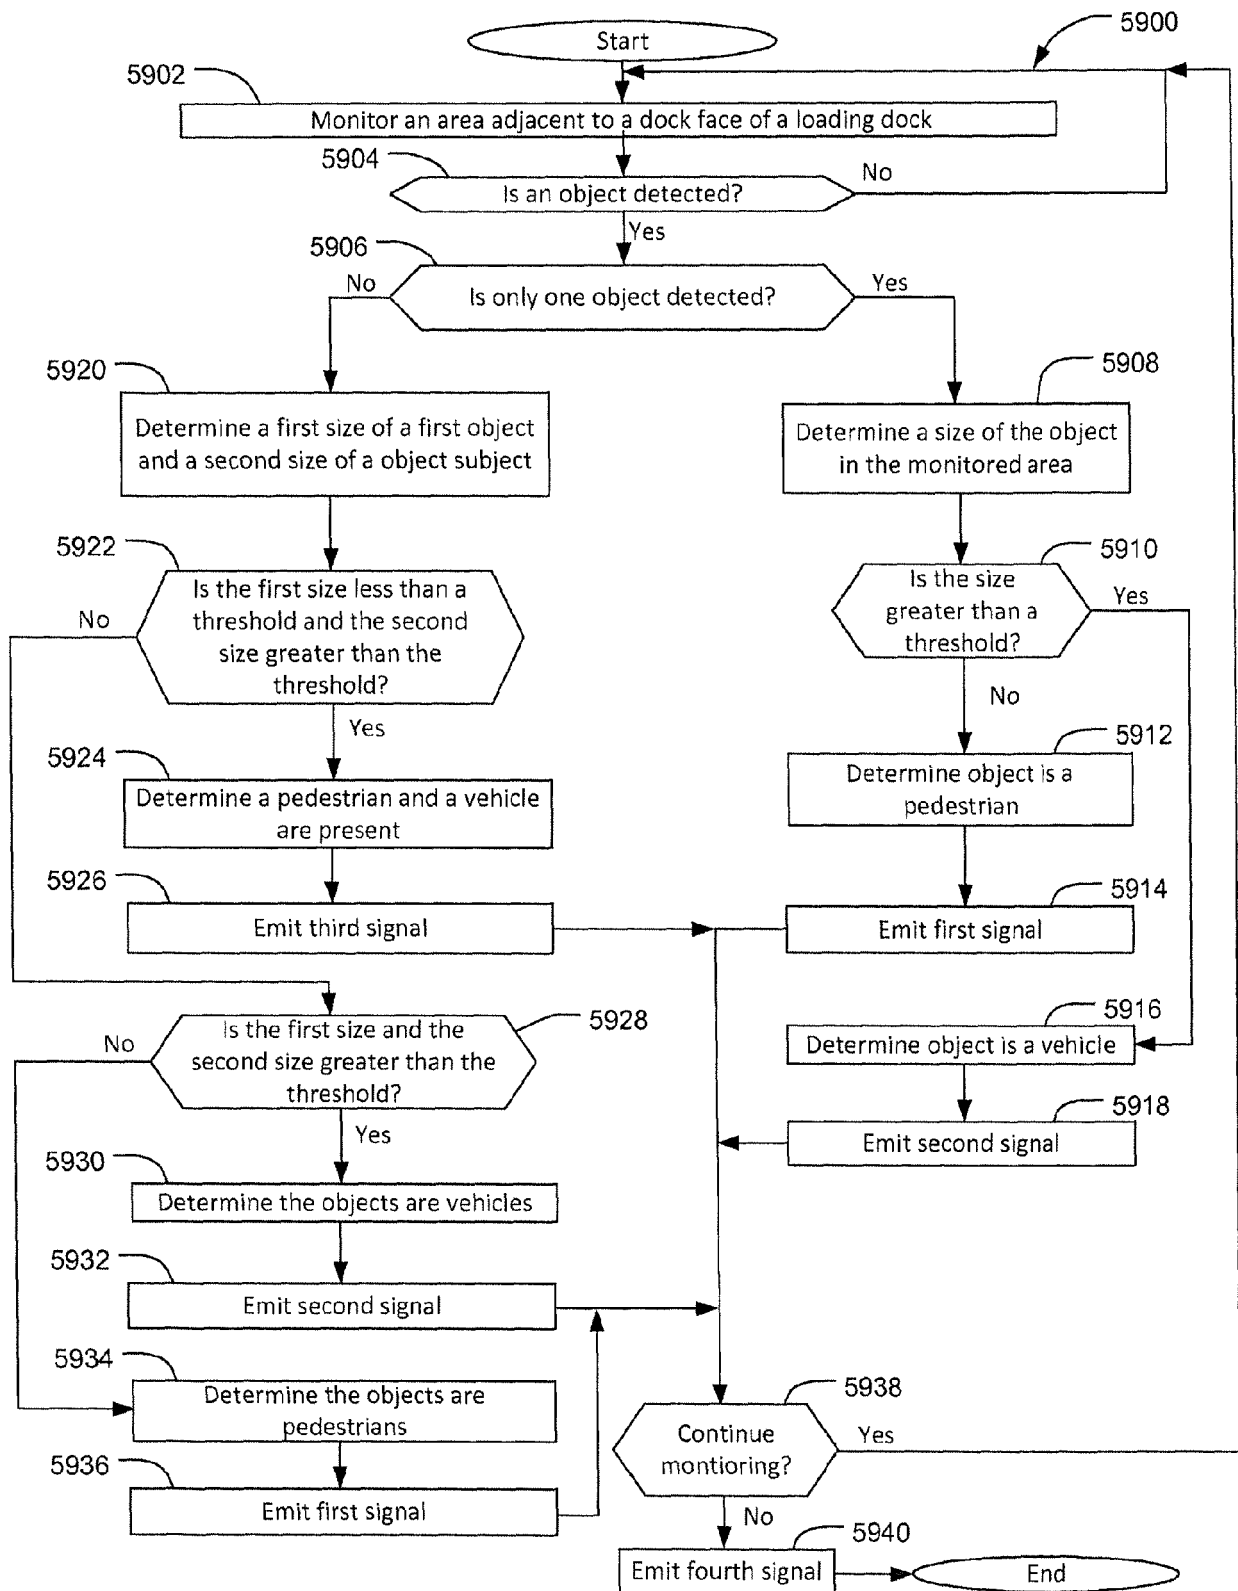 Start
5900
5902
Monitor an area adjacent to a dock face of a loading dock
5904
Is an object detected?
No
Yes
5906
No
Is only one object detected?
Yes
5920
Determine a first size of a first object
and a second size of a object subject
5908
Determine a size of the object
in the monitored area
5922
Is the first size less than a
threshold and the second
size greater than the
threshold?
No
Yes
5910
Is the size
greater than a
threshold?
Yes
No
5924
Determine a pedestrian and a vehicle
are present
5912
Determine object is a
pedestrian
5926
Emit third signal
5914
Emit first signal
5928
Is the first size and the
second size greater than the
threshold?
No
Yes
5916
Determine object is a vehicle
5918
Emit second signal
5930
Determine the objects are vehicles
5932
Emit second signal
5934
Determine the objects are
pedestrians
5936
Emit first signal
5938
Continue
montioring?
Yes
No
5940
Emit fourth signal
End